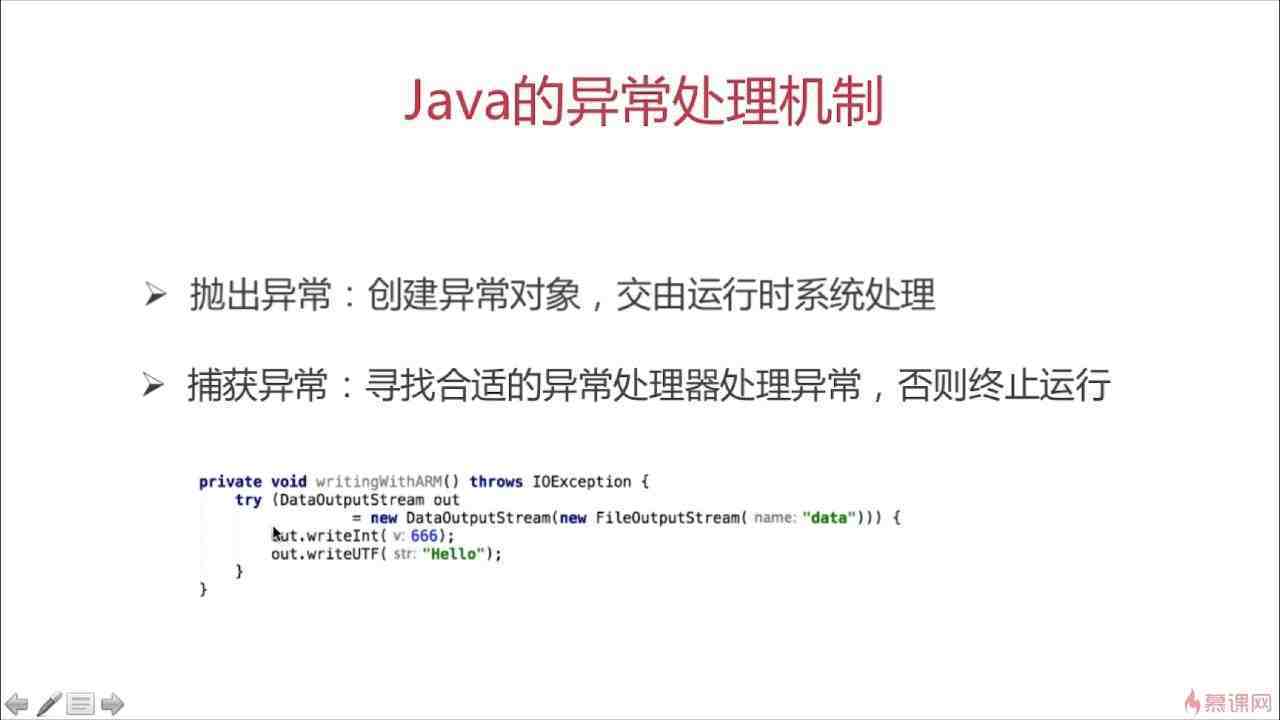 Java的异常处理机制
抛出异常：创建异常对象，交由运行时系统处理
捕获异常：寻找合适的异常处理器处理异常，否则终止运行
private void writingWithARM() throws IOException {
try (DataOutputStream out
= new DataOutputStream(new FileOutputStream( name: "data"))) {
out.writeInt( v: 666);
out.writeUTF( str: "Hello");
}
}
慕课网